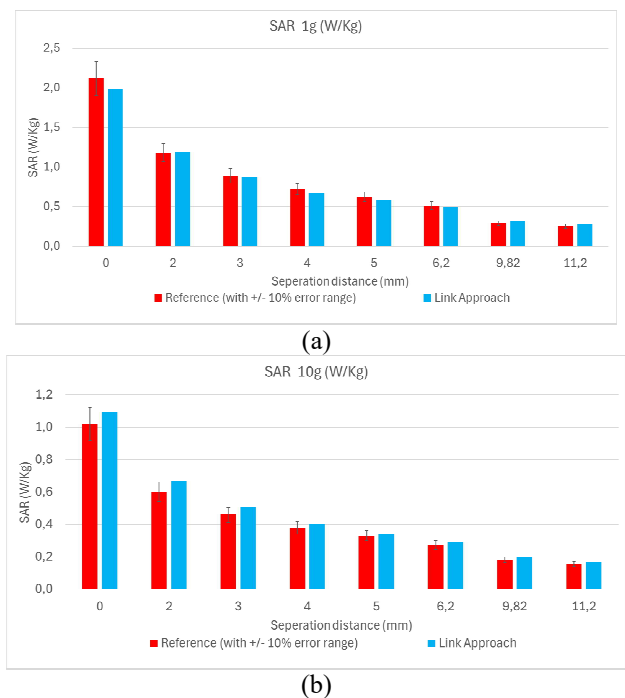 SAR 1g (W/Kg)
2,5
2,0
1,5
1,0
0,5
0,0
SAR (W/Kg)
0 2 3 4 5 6,2 9,82 11,2
Seperation distance (mm)
Reference (with +/- 10% error range) Link Approach
(a)
SAR 10g (W/Kg)
1,2
1,0
0,8
0,6
0,4
0,2
0,0
SAR (W/Kg)
0 2 3 4 5 6,2 9,82 11,2
Seperation distance (mm)
Reference (with +/- 10% error range) Link Approach
(b)